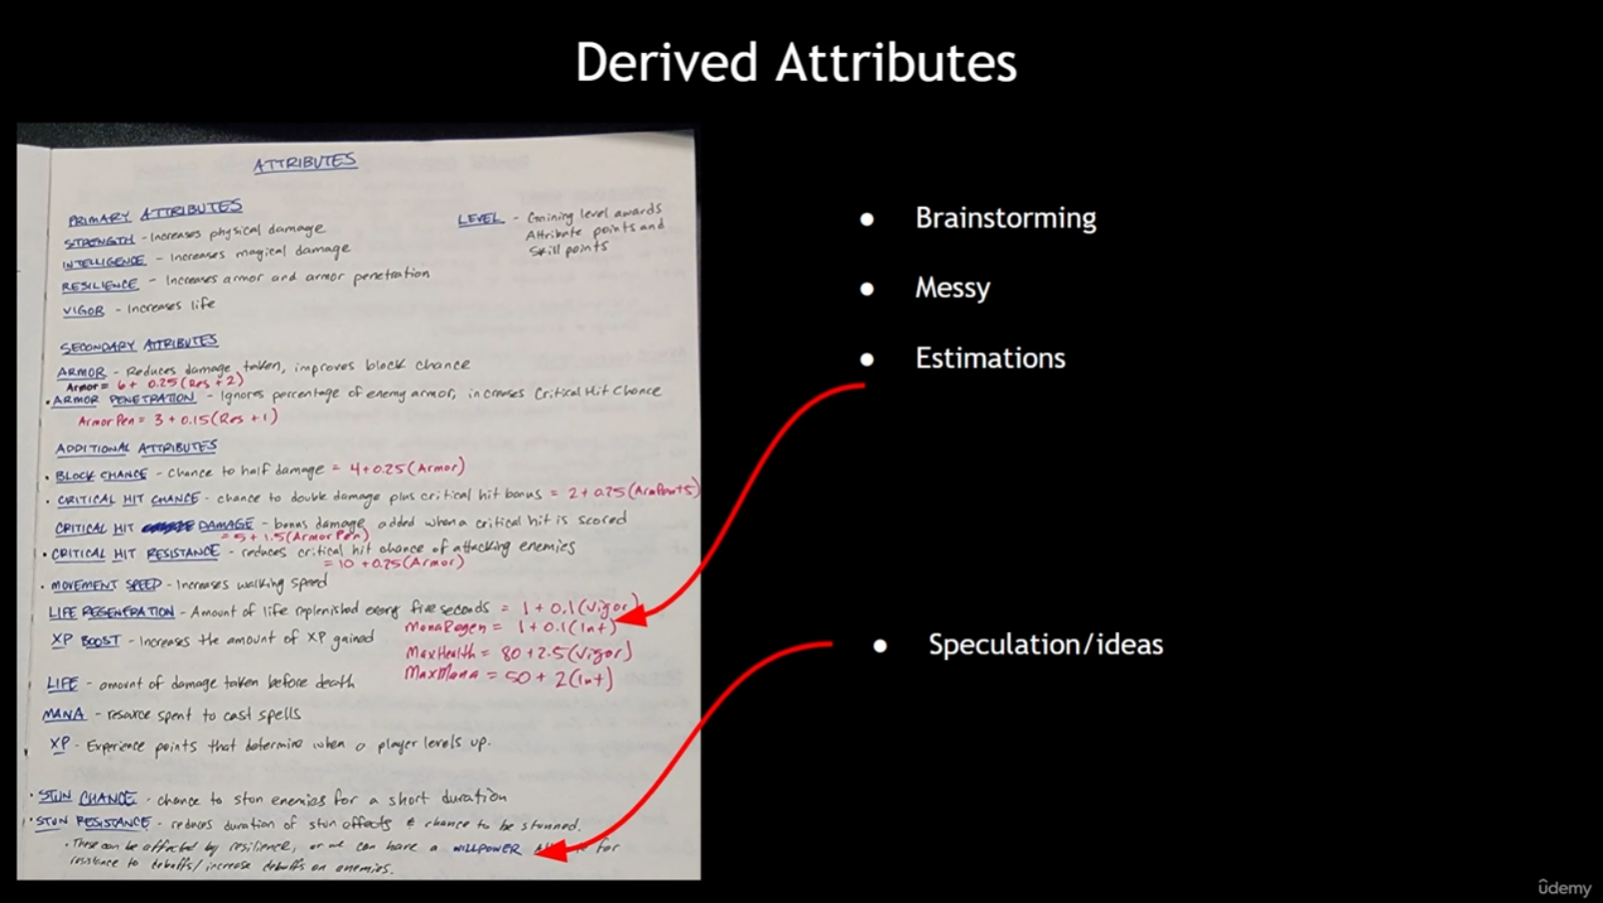 Derived Attributes
ATTRIBUTES
PRIMARY ATTRIBUTES
STRENGTH - Increases physical damage
INTELLIGENCE - Increases magical damage
RESILIENCE - Increases armor and armor penetration
VIGOR - Increases life
LEVEL - Gaining level awards
Attribute points and
Skill points
SECONDARY ATTRIBUTES
ARMOR - Reduces damage taken, improves block chance
Armor = 6 + 0.25 (Res + 2)
• ARMOR PENETRATION - Ignores percentage of enemy armor, increases Critical Hit Chance
Armor Pen = 3 + 0.15 (Res + 1)
ADDITIONAL ATTRIBUTES
• BLOCK CHANCE - Chance to half damage = 4 + 0.25 (Armor)
• CRITICAL HIT CHANCE - chance to double damage plus critical hit bonus = 2 + 0.25
CRITICAL HIT DAMAGE - bonus damage added when a critical hit is scored
= 5 + 1.5 (Armor Pen)
• CRITICAL HIT RESISTANCE - reduces critical hit chance of attacking enemies
= 10 + 0.25 (Armor)
• MOVEMENT SPEED - Increases walking speed
LIFE REGENERATION - Amount of life replenished every five seconds = 1 + 0.1 (Vigor)
ManaRegen = 1 + 0.1 (Int)
XP BOOST - Increases the amount of XP gained
MaxHealth = 80 + 2.5 (Vigor)
MaxMana = 50 + 2 (Int)
LIFE - amount of damage taken before death
MANA - resource spent to cast spells
XP - Experience points that determine when a player levels up.
• STUN CHANCE - chance to stun enemies for a short duration
• STUN RESISTANCE - reduces duration of stun effects & chance to be stunned.
• These can be affected by resilience, or we can have a WILLPOWER for
resistance to debuffs/increase debuffs on enemies.
• Brainstorming
• Messy
• Estimations
• Speculation/ideas
ûdemy